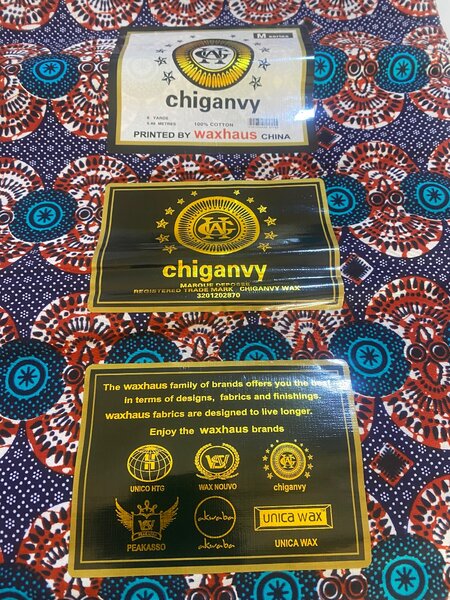 M series
CHW
chiganvy
6 YARDS
5.48 METRES 100% COTTON
PRINTED BY waxhaus CHINA
chiganvy
MARQUE DEPOSEE
REGISTERED TRADE MARK CHIGANVY WAX
3201202870
The waxhaus family of brands offers you the best
in terms of designs, fabrics and finishings.
waxhaus fabrics are designed to live longer.
Enjoy the waxhaus brands
UNICO HTG
WAX NOUVO
chiganvy
PEAKASSO
akwaba
akwaba
UNICA WAX
UNICA WAX